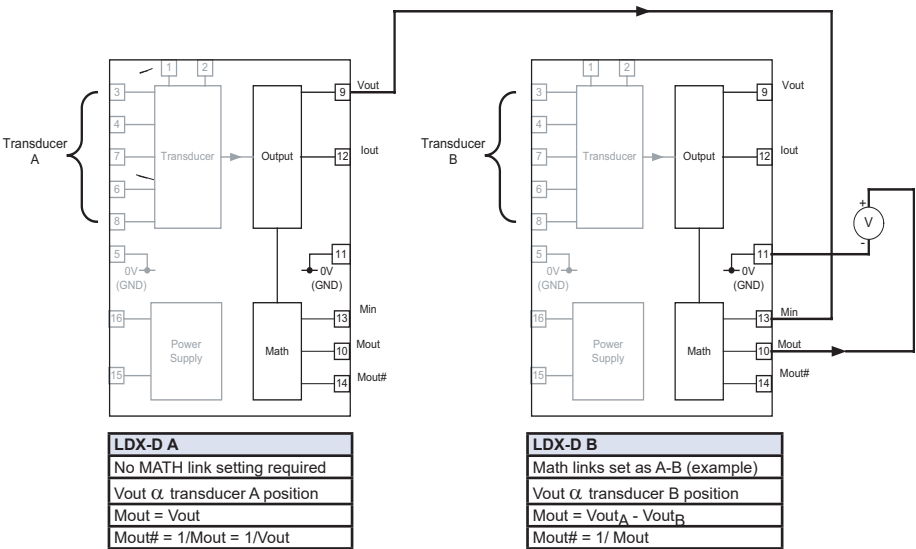 Transducer
A
1
2
3
4
7
6
8
5
0V
(GND)
16
15
Transducer
Output
Power
Supply
Math
9
Vout
12
Iout
11
0V
(GND)
13
Min
10
Mout
14
Mout#
Transducer
B
1
2
3
4
7
6
8
5
0V
(GND)
16
15
Transducer
Output
Power
Supply
Math
9
Vout
12
Iout
11
0V
(GND)
13
Min
10
Mout
14
Mout#
+
V
-
LDX-D A
No MATH link setting required
Vout α transducer A position
Mout = Vout
Mout# = 1/Mout = 1/Vout
LDX-D B
Math links set as A-B (example)
Vout α transducer B position
Mout = VoutA - VoutB
Mout# = 1/ Mout